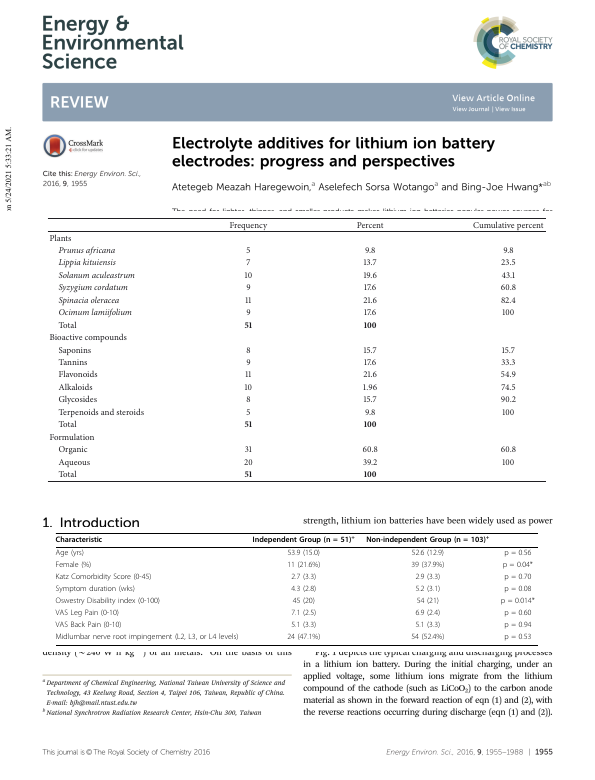 Energy &
Environmental
Science
ROYAL SOCIETY
OF CHEMISTRY
REVIEW
View Article Online
View Journal | View Issue
CrossMark
Cite this: Energy Environ. Sci.,
2016, 9, 1955
Electrolyte additives for lithium ion battery
electrodes: progress and perspectives
Atetegeb Meazah Haregewoin,a Aselefech Sorsa Wotangoa and Bing-Joe Hwang*ab
The need for lighter, thinner, and smaller products makes lithium ion batteries popular power sources for
Frequency Percent Cumulative percent
Plants
Prunus africana 5 9.8 9.8
Lippia kituiensis 7 13.7 23.5
Solanum aculeastrum 10 19.6 43.1
Syzygium cordatum 9 17.6 60.8
Spinacia oleracea 11 21.6 82.4
Ocimum lamiifolium 9 17.6 100
Total 51 100
Bioactive compounds
Saponins 8 15.7 15.7
Tannins 9 17.6 33.3
Flavonoids 11 21.6 54.9
Alkaloids 10 1.96 74.5
Glycosides 8 15.7 90.2
Terpenoids and steroids 5 9.8 100
Total 51 100
Formulation
Organic 31 60.8 60.8
Aqueous 20 39.2 100
Total 51 100
1. Introduction
strength, lithium ion batteries have been widely used as power
Characteristic Independent Group (n = 51)+ Non-independent Group (n = 103)+
Age (yrs) 53.9 (15.0) 52.6 (12.9) p = 0.56
Female (%) 11 (21.6%) 39 (37.9%) p = 0.04*
Katz Comorbidity Score (0-45) 2.7 (3.3) 2.9 (3.3) p = 0.70
Symptom duration (wks) 4.3 (2.8) 5.2 (3.1) p = 0.08
Oswestry Disability index (0-100) 45 (20) 54 (21) p = 0.014*
VAS Leg Pain (0-10) 7.1 (2.5) 6.9 (2.4) p = 0.60
VAS Back Pain (0-10) 5.1 (3.3) 5.1 (3.3) p = 0.94
Midlumbar nerve root impingement (L2, L3, or L4 levels) 24 (47.1%) 54 (52.4%) p = 0.53
density (≈240 W h kg−1) of all metals. On the basis of this
a Department of Chemical Engineering, National Taiwan University of Science and
Technology, 43 Keelung Road, Section 4, Taipei 106, Taiwan, Republic of China.
E-mail: bjh@mail.ntust.edu.tw
b National Synchrotron Radiation Research Center, Hsin-Chu 300, Taiwan
Fig. 1 depicts the typical charging and discharging processes
in a lithium ion battery. During the initial charging, under an
applied voltage, some lithium ions migrate from the lithium
compound of the cathode (such as LiCoO2) to the carbon anode
material as shown in the forward reaction of eqn (1) and (2), with
the reverse reactions occurring during discharge (eqn (1) and (2)).
This journal is © The Royal Society of Chemistry 2016
Energy Environ. Sci., 2016, 9, 1955–1988 | 1955
on 5/24/2021 5:33:21 AM.